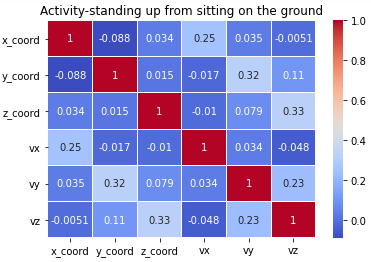 Activity-standing up from sitting on the ground
x_coord 1 -0.088 0.034 0.25 0.035 -0.0051
y_coord -0.088 1 0.015 -0.017 0.32 0.11
z_coord 0.034 0.015 1 -0.01 0.079 0.33
vx 0.25 -0.017 -0.01 1 0.034 -0.048
vy 0.035 0.32 0.079 0.034 1 0.23
vz -0.0051 0.11 0.33 -0.048 0.23 1
x_coord y_coord z_coord vx vy vz
1.0
0.8
0.6
0.4
0.2
0.0